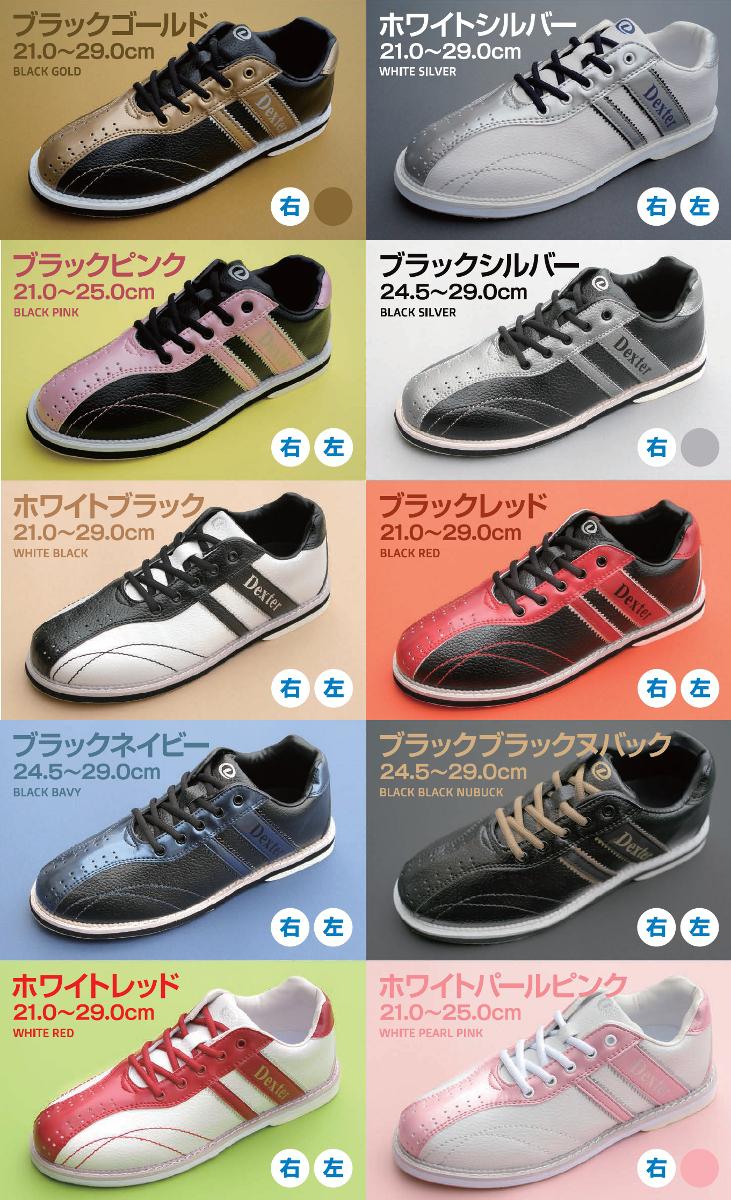 ブラックゴールド
21.0〜29.0cm
BLACK GOLD
Dexter
右
ホワイトシルバー
21.0〜29.0cm
WHITE SILVER
Dexter
右 左
ブラックピンク
21.0〜25.0cm
BLACK PINK
Dexter
右 左
ブラックシルバー
24.5〜29.0cm
BLACK SILVER
Dexter
右
ホワイトブラック
21.0〜29.0cm
WHITE BLACK
Dexter
右 左
ブラックレッド
21.0〜29.0cm
BLACK RED
Dexter
右 左
ブラックネイビー
24.5〜29.0cm
BLACK BAVY
Dexter
右 左
ブラックブラックヌバック
24.5〜29.0cm
BLACK BLACK NUBUCK
Dexter
右 左
ホワイトレッド
21.0〜29.0cm
WHITE RED
Dexter
右 左
ホワイトパールピンク
21.0〜25.0cm
WHITE PEARL PINK
Dexter
右